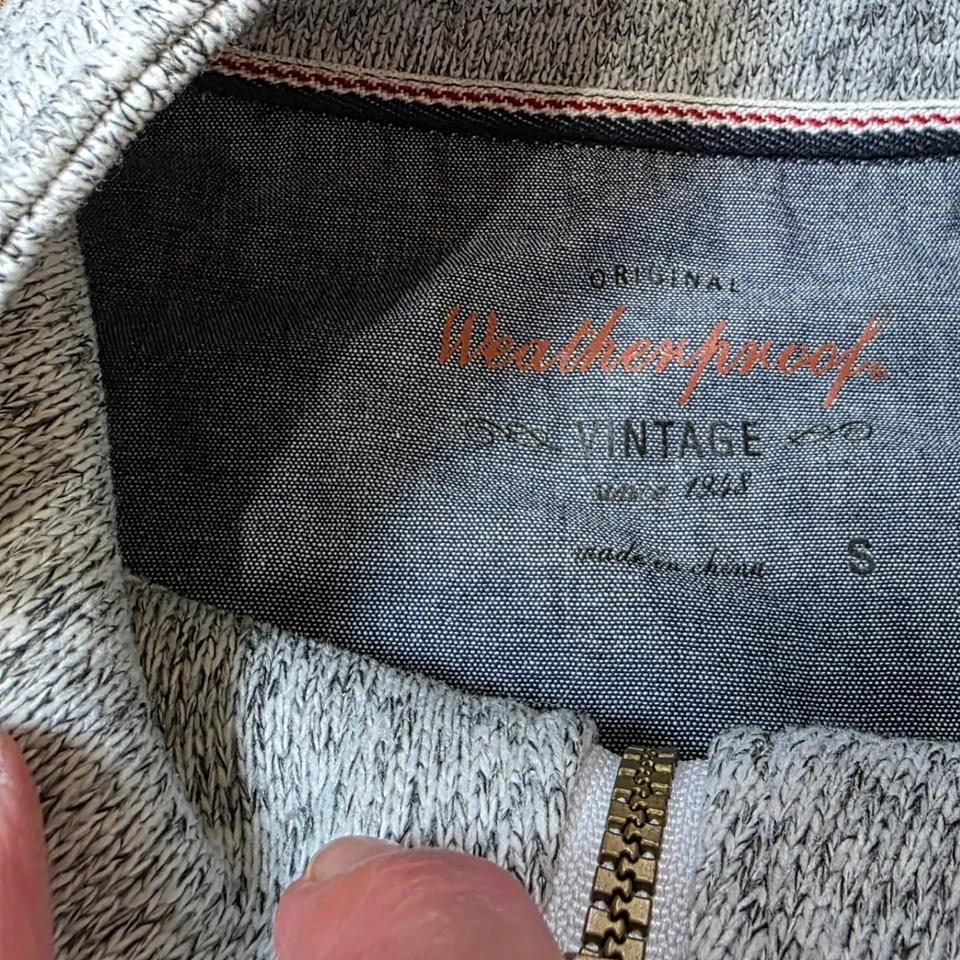 ORIGINAL
Weatherproof®
VINTAGE
since 1948
made in china
S